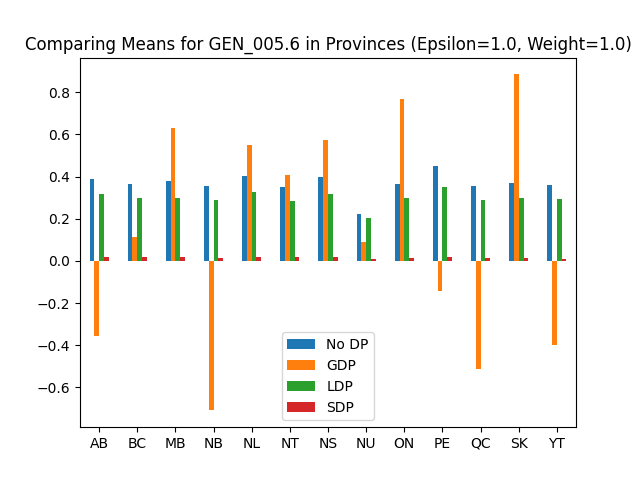 Comparing Means for GEN_005.6 in Provinces (Epsilon=1.0, Weight=1.0)
0.8
0.6
0.4
0.2
0.0
−0.2
−0.4
−0.6
No DP
GDP
LDP
SDP
AB BC MB NB NL NT NS NU ON PE QC SK YT